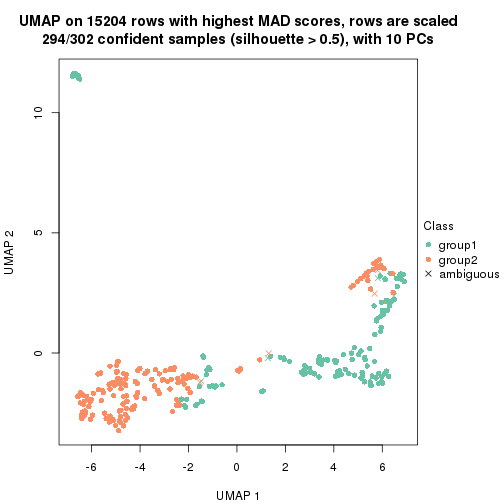 UMAP on 15204 rows with highest MAD scores, rows are scaled
294/302 confident samples (silhouette > 0.5), with 10 PCs
10
5
0
UMAP 2
-6 -4 -2 0 2 4 6
UMAP 1
Class
group1
group2
ambiguous